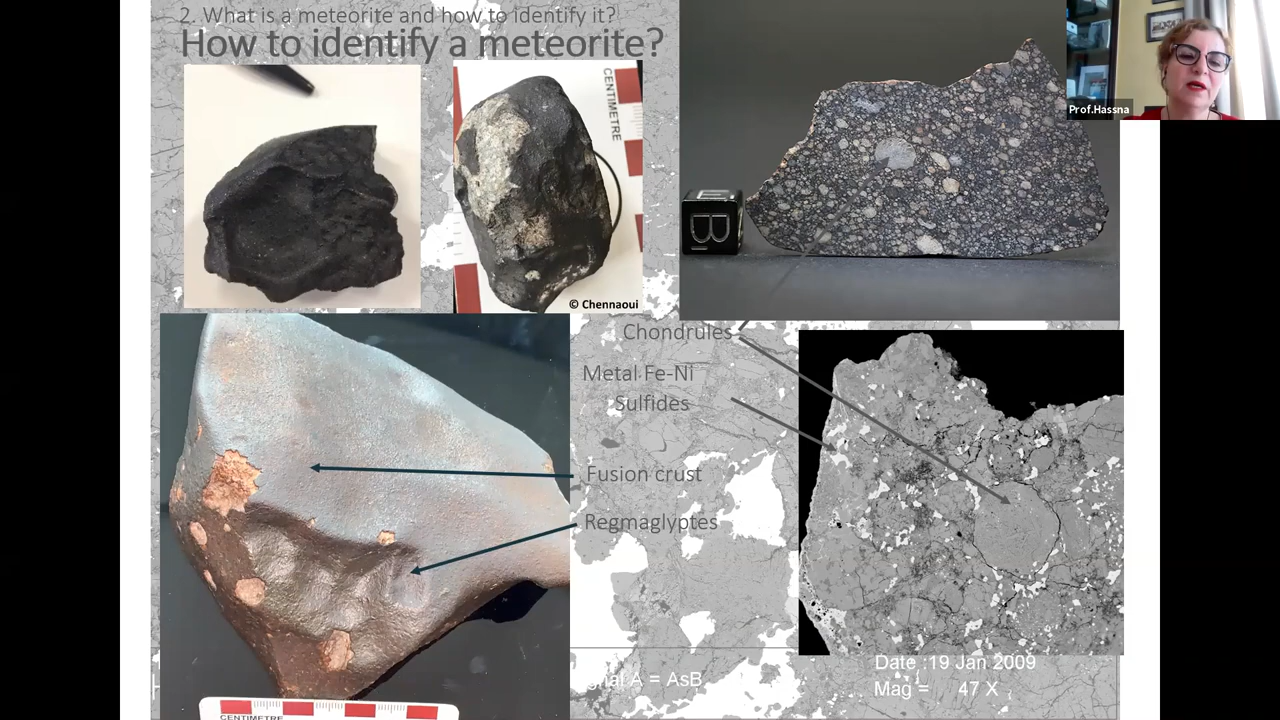 2. What is a meteorite and how to identify it?
How to identify a meteorite?
CENTIMETRE
© Chennaoui
Prof.Hassna
B
Chondrules
Metal Fe-Ni
Sulfides
Fusion crust
Regmaglyptes
CENTIMETRE
A = AsB
Date :19 Jan 2009
Mag = 47 X